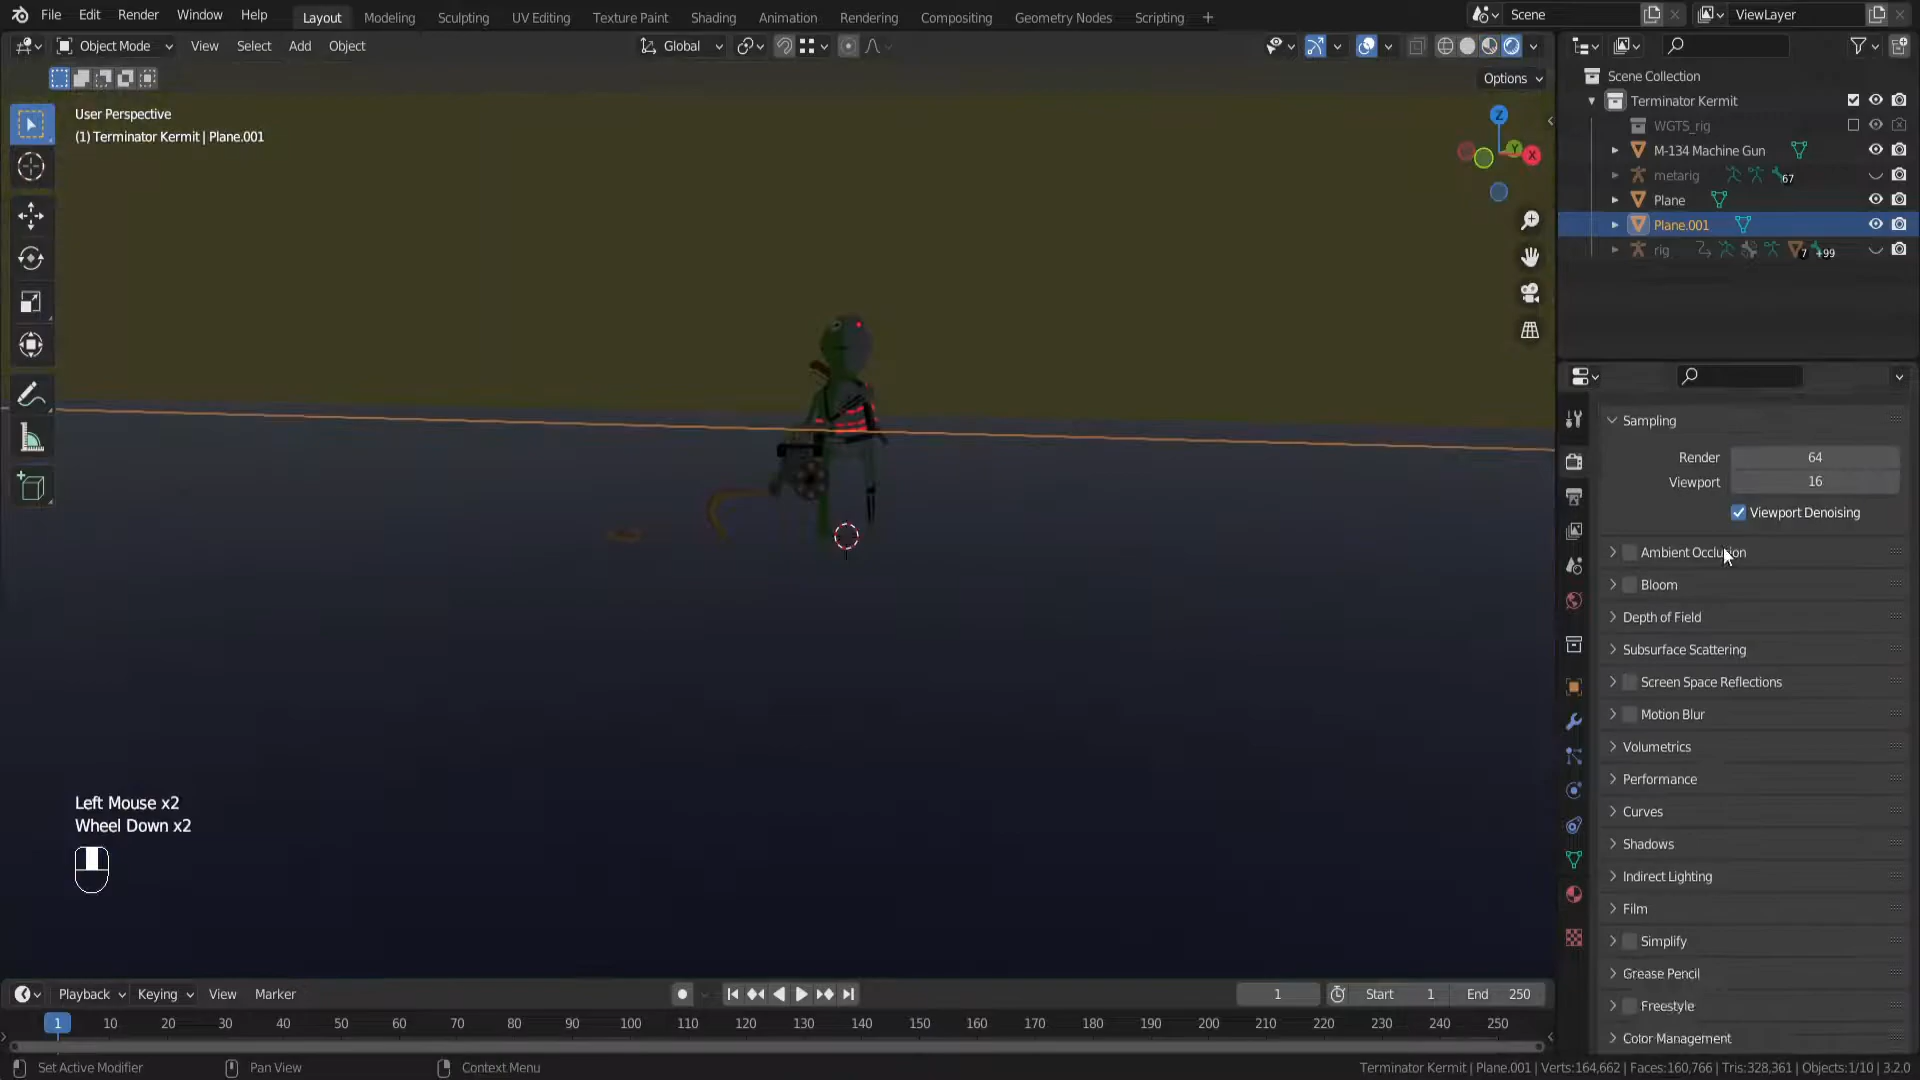 File Edit Render Window Help Layout Modeling Sculpting UV Editing Texture Paint Shading Animation Rendering Compositing Geometry Nodes Scripting + Scene ViewLayer
Object Mode View Select Add Object Global
Options
User Perspective
(1) Terminator Kermit | Plane.001
Z
Y
X
Scene Collection
Terminator Kermit
WGTS_rig
M-134 Machine Gun
metarig 67
Plane
Plane.001
rig 7 +99
Sampling
Render 64
Viewport 16
Viewport Denoising
Ambient Occlusion
Bloom
Depth of Field
Subsurface Scattering
Screen Space Reflections
Motion Blur
Volumetrics
Performance
Curves
Shadows
Indirect Lighting
Film
Simplify
Grease Pencil
Freestyle
Color Management
Left Mouse x2
Wheel Down x2
Playback Keying View Marker 1 Start 1 End 250
1 10 20 30 40 50 60 70 80 90 100 110 120 130 140 150 160 170 180 190 200 210 220 230 240 250
Set Active Modifier Pan View Context Menu Terminator Kermit | Plane.001 | Verts:164,662 | Faces:160,766 | Tris:328,361 | Objects:1/10 | 3.2.0